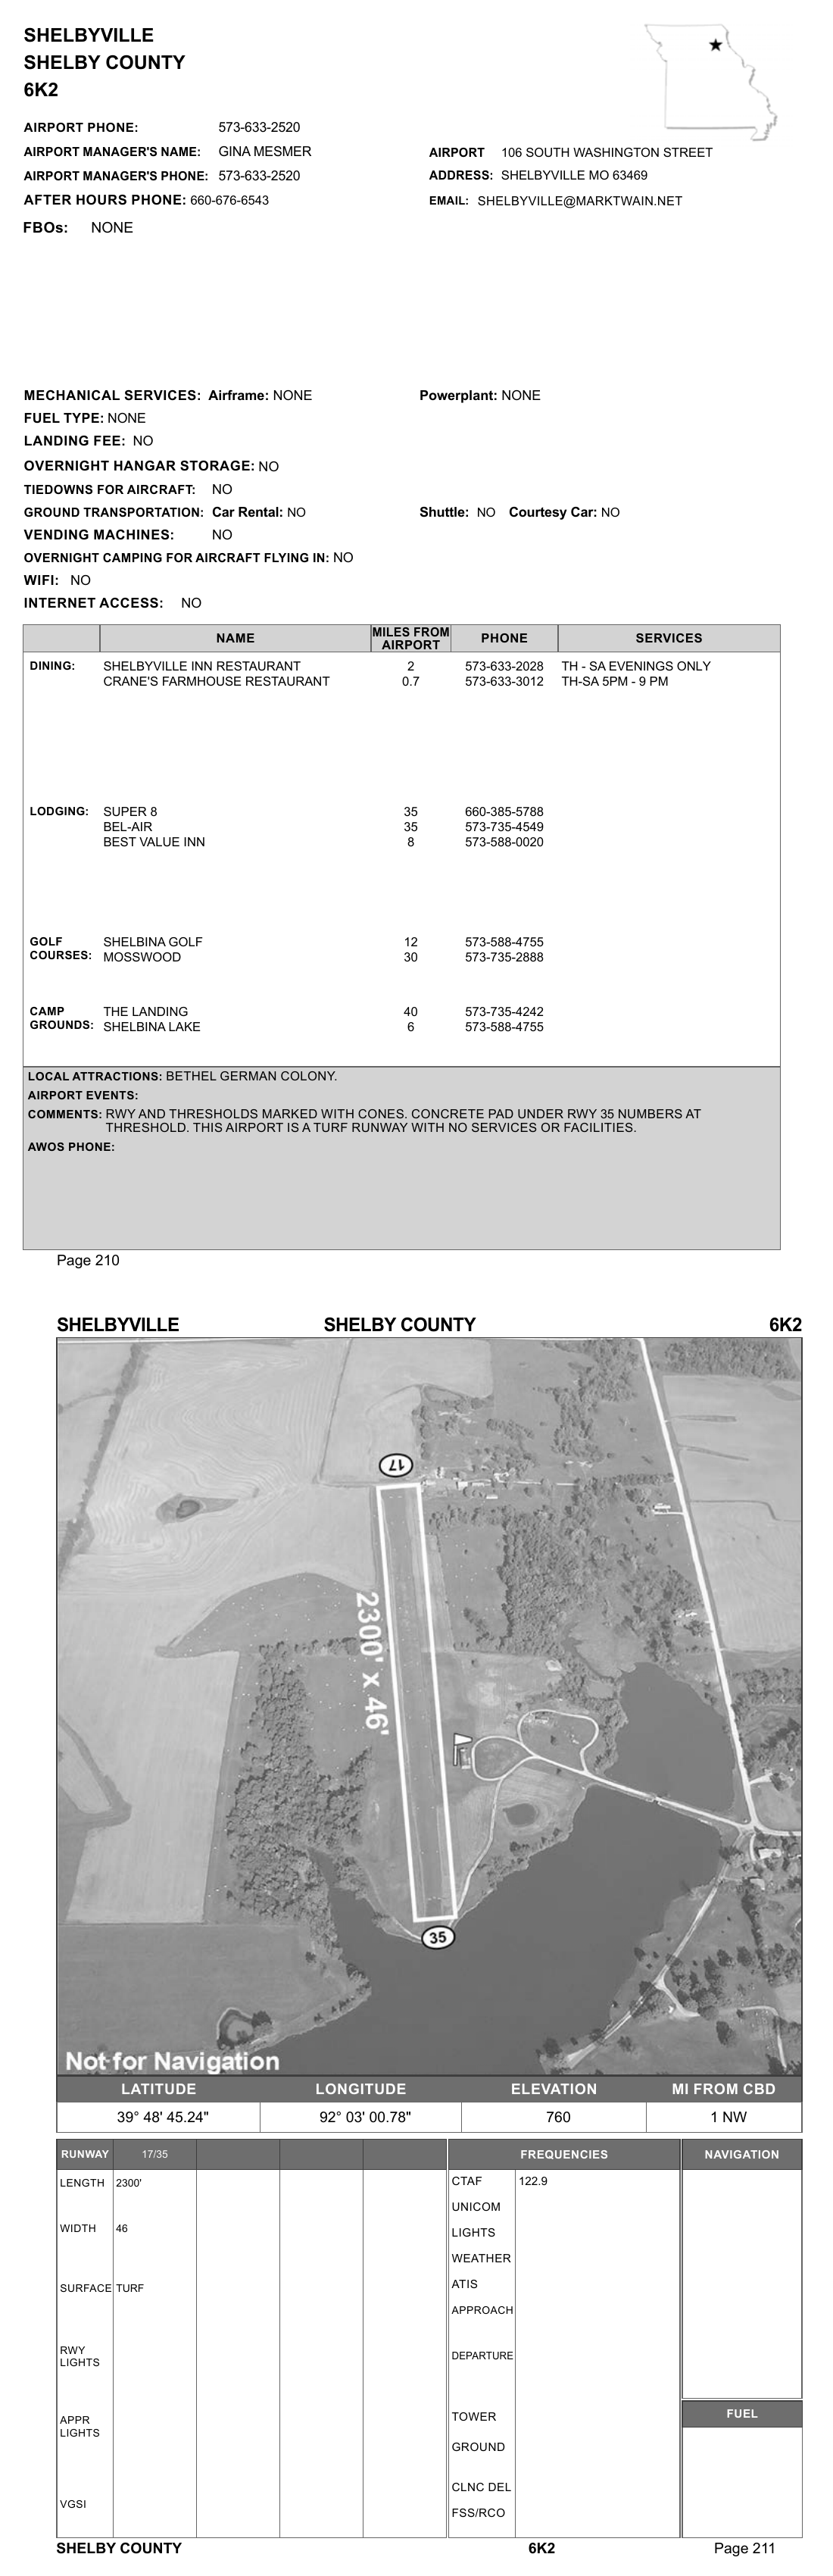 SHELBYVILLE
SHELBY COUNTY
6K2
AIRPORT PHONE: 573-633-2520
AIRPORT MANAGER'S NAME: GINA MESMER
AIRPORT 106 SOUTH WASHINGTON STREET
AIRPORT MANAGER'S PHONE: 573-633-2520
ADDRESS: SHELBYVILLE MO 63469
AFTER HOURS PHONE: 660-676-6543
EMAIL: SHELBYVILLE@MARKTWAIN.NET
FBOs: NONE
MECHANICAL SERVICES: Airframe: NONE Powerplant: NONE
FUEL TYPE: NONE
LANDING FEE: NO
OVERNIGHT HANGAR STORAGE: NO
TIEDOWNS FOR AIRCRAFT: NO
GROUND TRANSPORTATION: Car Rental: NO Shuttle: NO Courtesy Car: NO
VENDING MACHINES: NO
OVERNIGHT CAMPING FOR AIRCRAFT FLYING IN: NO
WIFI: NO
INTERNET ACCESS: NO
NAME MILES FROM AIRPORT PHONE SERVICES
DINING: SHELBYVILLE INN RESTAURANT 2 573-633-2028 TH - SA EVENINGS ONLY
CRANE'S FARMHOUSE RESTAURANT 0.7 573-633-3012 TH-SA 5PM - 9 PM
LODGING: SUPER 8 35 660-385-5788
BEL-AIR 35 573-735-4549
BEST VALUE INN 8 573-588-0020
GOLF SHELBINA GOLF 12 573-588-4755
COURSES: MOSSWOOD 30 573-735-2888
CAMP THE LANDING 40 573-735-4242
GROUNDS: SHELBINA LAKE 6 573-588-4755
LOCAL ATTRACTIONS: BETHEL GERMAN COLONY.
AIRPORT EVENTS:
COMMENTS: RWY AND THRESHOLDS MARKED WITH CONES. CONCRETE PAD UNDER RWY 35 NUMBERS AT
THRESHOLD. THIS AIRPORT IS A TURF RUNWAY WITH NO SERVICES OR FACILITIES.
AWOS PHONE:
Page 210
SHELBYVILLE SHELBY COUNTY 6K2
17
2300' x 46'
35
Not for Navigation
LATITUDE LONGITUDE ELEVATION MI FROM CBD
39° 48' 45.24" 92° 03' 00.78" 760 1 NW
RUNWAY 17/35 FREQUENCIES NAVIGATION
LENGTH 2300'
WIDTH 46
SURFACE TURF
RWY
LIGHTS
APPR
LIGHTS
VGSI
CTAF 122.9
UNICOM
LIGHTS
WEATHER
ATIS
APPROACH
DEPARTURE
TOWER
GROUND
CLNC DEL
FSS/RCO
FUEL
SHELBY COUNTY 6K2 Page 211